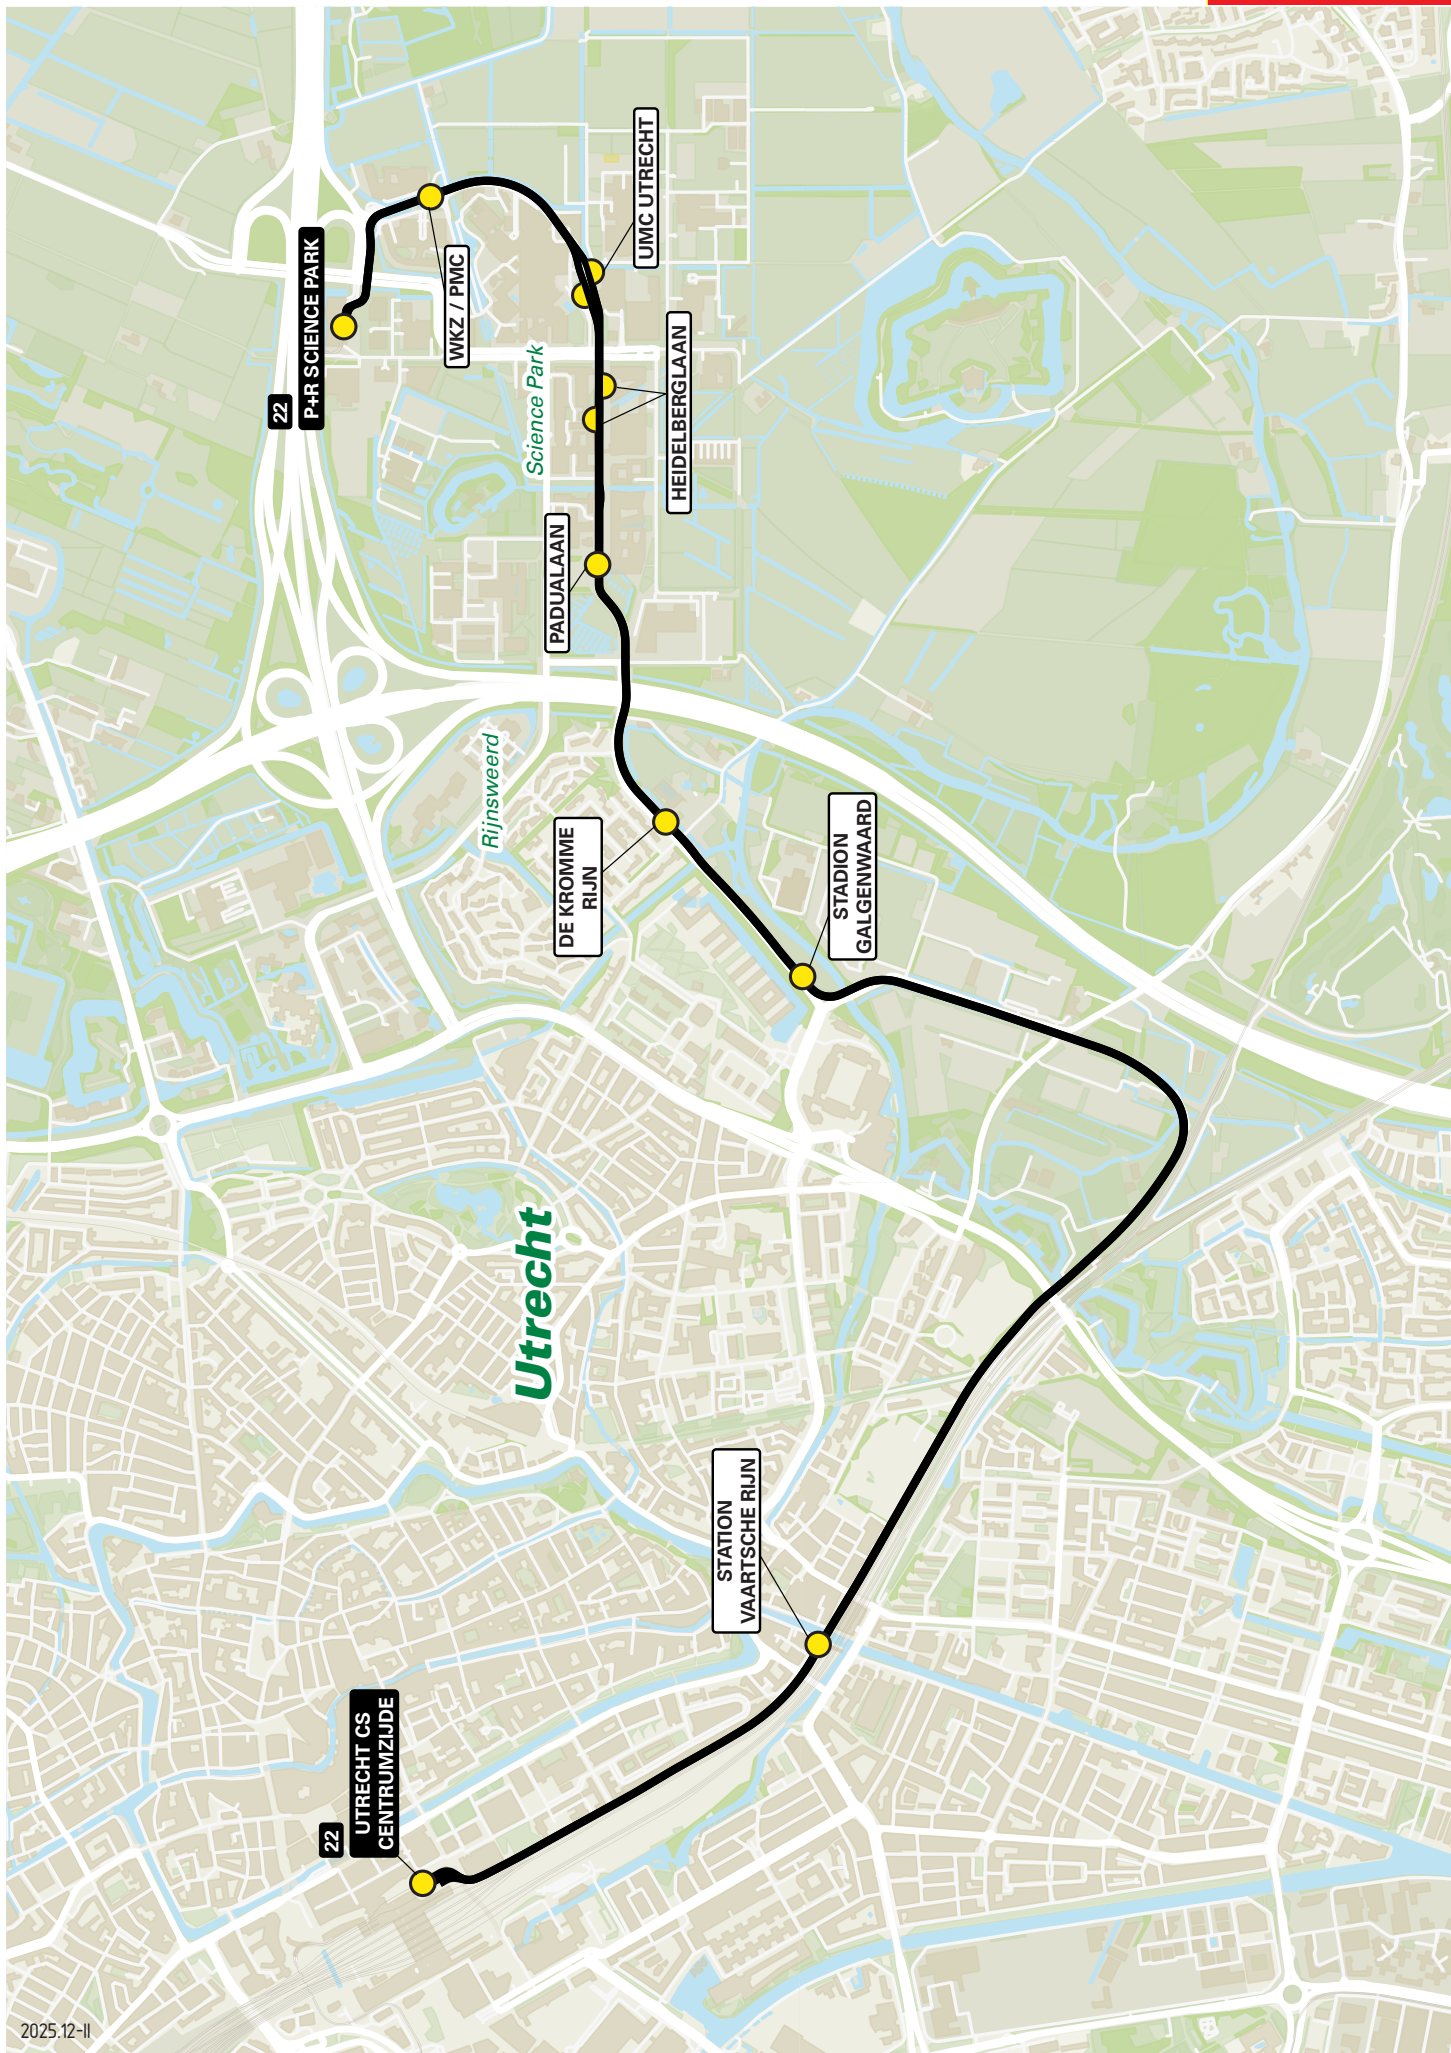 22
P+R SCIENCE PARK
WKZ / PMC
UMC UTRECHT
HEIDELBERGLAAN
Science Park
PADUALAAN
Rijnsweerd
DE KROMME
RIJN
STADION
GALGENWAARD
Utrecht
STATION
VAARTSCHE RIJN
22
UTRECHT CS
CENTRUMZIJDE
2025.12-II